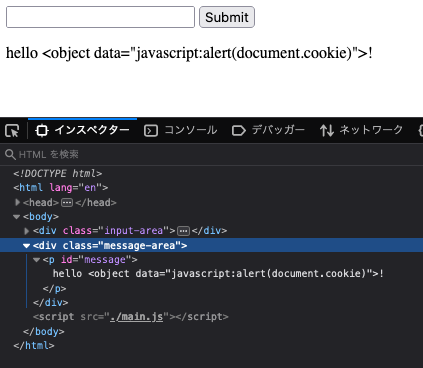 Submit
hello <object data="javascript:alert(document.cookie)">!
インスペクター コンソール デバッガー ネットワーク
HTML を検索
<!DOCTYPE html>
<html lang="en">
<head> ••• </head>
<body>
<div class="input-area"> ••• </div>
<div class="message-area">
<p id="message">
hello <object data="javascript:alert(document.cookie)">!
</p>
</div>
<script src="./main.js"></script>
</body>
</html>